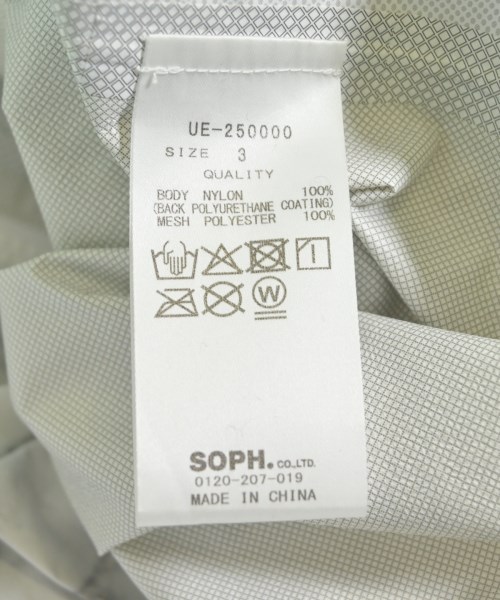 UE-250000
SIZE 3
QUALITY
BODY NYLON 100%
(BACK POLYURETHANE COATING)
MESH POLYESTER 100%
W
SOPH. CO.,LTD.
0120-207-019
MADE IN CHINA